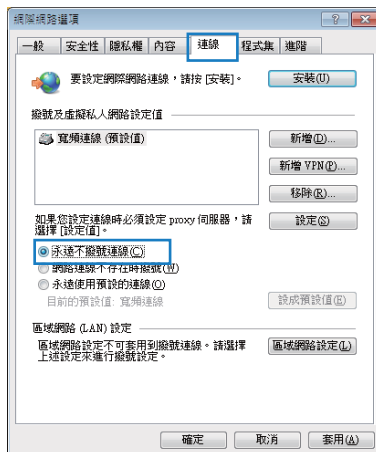 網際網路選項
一般 安全性 隱私權 內容 連線 程式集 進階
要設定網際網路連線，請按 [安裝]。 安裝(U)
撥號及虛擬私人網路設定值
寬頻連線 (預設值)
新增(D)...
新增 VPN(P)...
移除(R)...
如果您設定連線時必須設定 proxy 伺服器，請
選擇 [設定值]。
設定(S)
永遠不撥號連線(C)
網路連線不存在時撥號(W)
永遠使用預設的連線(O)
目前的預設值: 寬頻連線 設成預設值(E)
區域網路 (LAN) 設定
區域網路設定不可套用到撥號連線。請選擇
上述設定來進行撥號設定。
區域網路設定(L)
確定 取消 套用(A)